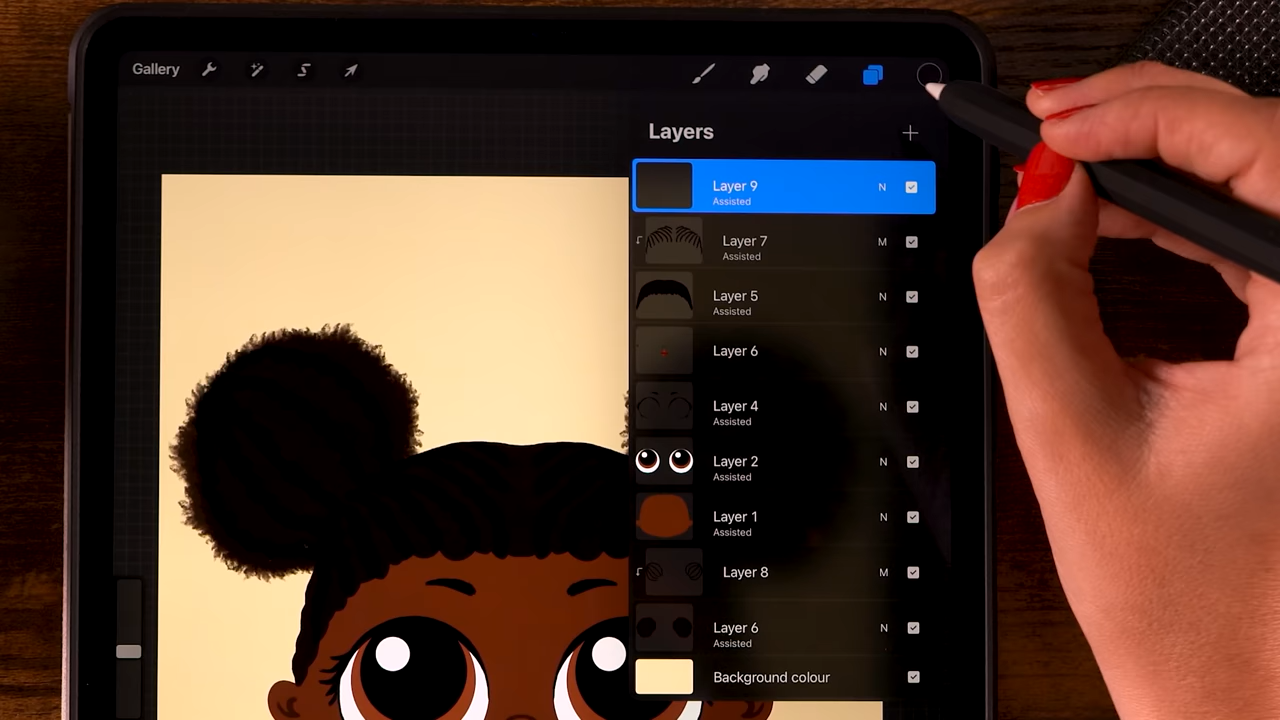 Gallery
Layers
Layer 9
Assisted
N
Layer 7
Assisted
M
Layer 5
Assisted
N
Layer 6
N
Layer 4
Assisted
N
Layer 2
Assisted
N
Layer 1
Assisted
N
Layer 8
M
Layer 6
Assisted
N
Background colour